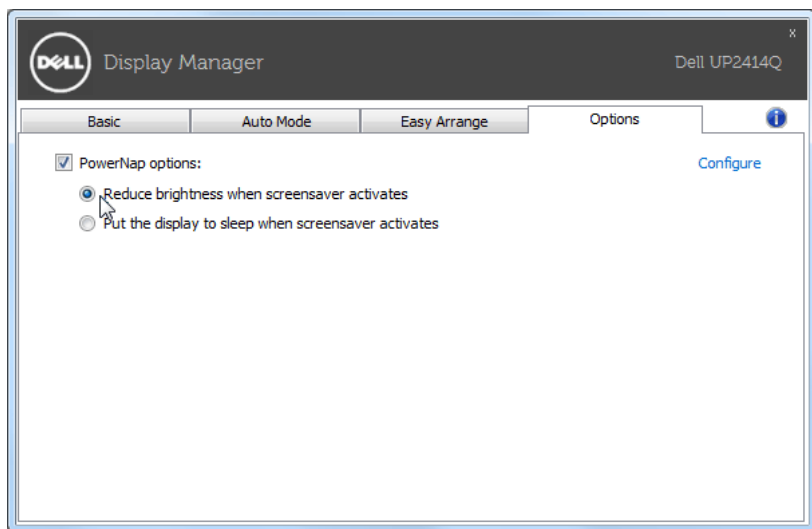 x
DELL Display Manager Dell UP2414Q
Basic Auto Mode Easy Arrange Options i
PowerNap options: Configure
Reduce brightness when screensaver activates
Put the display to sleep when screensaver activates